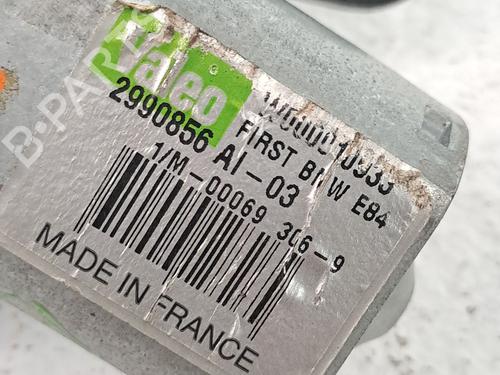 Valeo
W000010933
FIRST BMW E84
2990856 AI-03
1/M-00069 306-9
MADE IN FRANCE
B-PARTS